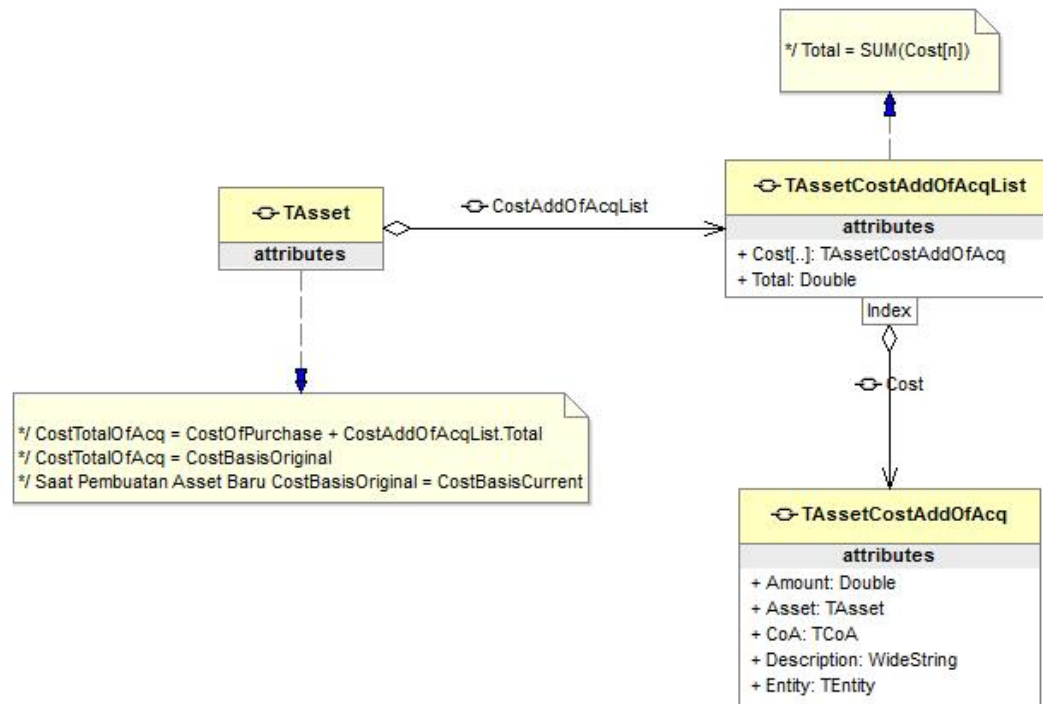 */ Total = SUM(Cost[n])
TAssetCostAddOfAcqList
attributes
+ Cost[..]: TAssetCostAddOfAcq
+ Total: Double
Index
CostAddOfAcqList
TAsset
attributes
*/ CostTotalOfAcq = CostOfPurchase + CostAddOfAcqList.Total
*/ CostTotalOfAcq = CostBasisOriginal
*/ Saat Pembuatan Asset Baru CostBasisOriginal = CostBasisCurrent
Cost
TAssetCostAddOfAcq
attributes
+ Amount: Double
+ Asset: TAsset
+ CoA: TCoA
+ Description: WideString
+ Entity: TEntity